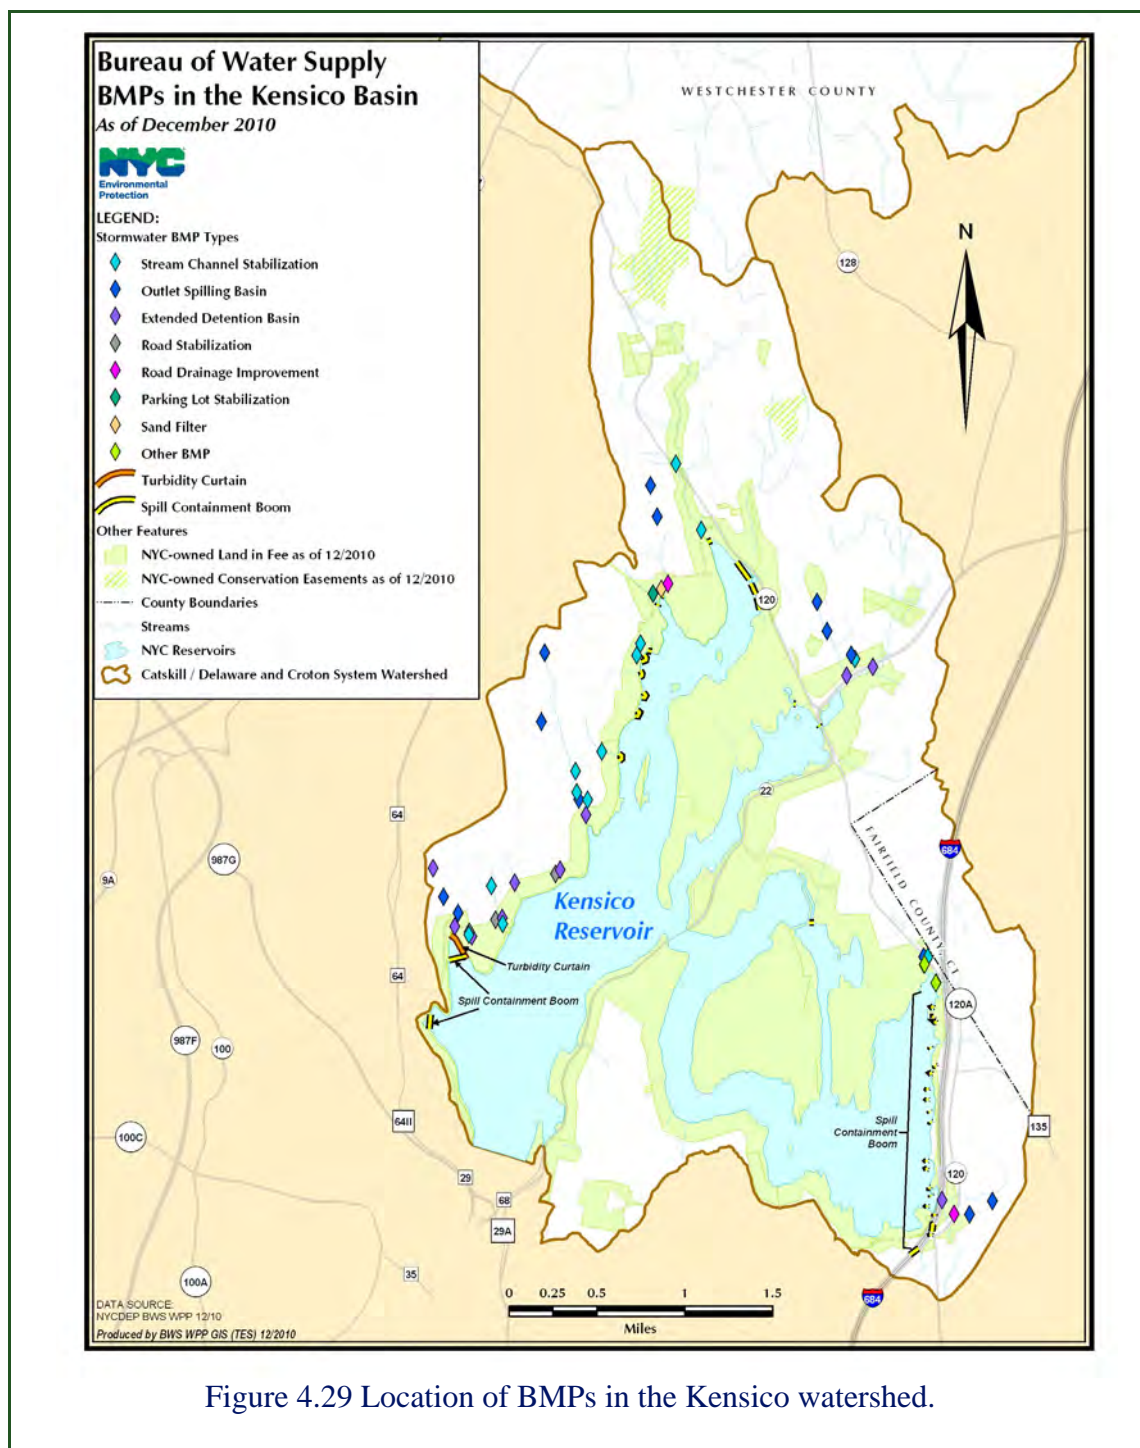 Bureau of Water Supply
BMPs in the Kensico Basin
As of December 2010
NYC
Environmental
Protection
LEGEND:
Stormwater BMP Types
Stream Channel Stabilization
Outlet Spilling Basin
Extended Detention Basin
Road Stabilization
Road Drainage Improvement
Parking Lot Stabilization
Sand Filter
Other BMP
Turbidity Curtain
Spill Containment Boom
Other Features
NYC-owned Land in Fee as of 12/2010
NYC-owned Conservation Easements as of 12/2010
County Boundaries
Streams
NYC Reservoirs
Catskill / Delaware and Croton System Watershed
WESTCHESTER COUNTY
N
128
120
22
64
987G
9A
684
FAIRFIELD COUNTY, CT
Kensico
Reservoir
Turbidity Curtain
64
Spill Containment Boom
120A
987F
100
Spill
Containment
Boom
64II
100C
135
29
120
68
29A
35
100A
684
0 0.25 0.5 1 1.5
Miles
DATA SOURCE:
NYCDEP BWS WPP 12/10
Produced by BWS WPP GIS (TES) 12/2010
Figure 4.29 Location of BMPs in the Kensico watershed.